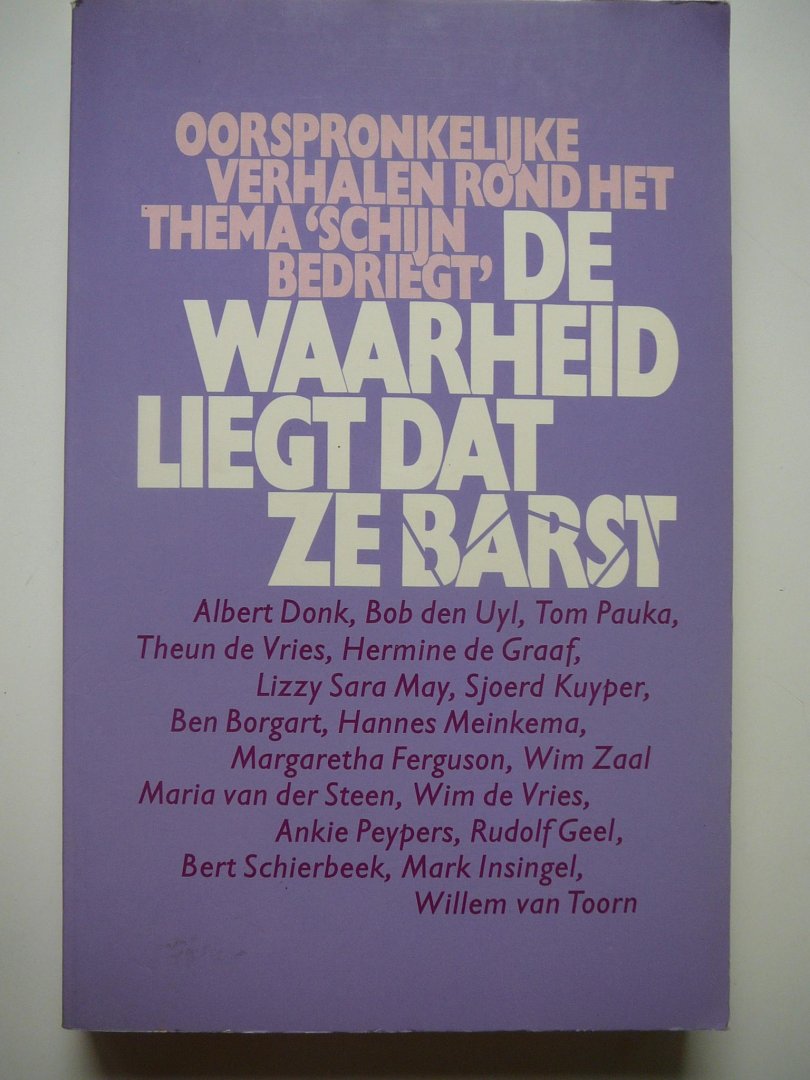 OORSPRONKELIJKE
VERHALEN ROND HET
THEMA ‘SCHIJN
BEDRIEGT’ DE
WAARHEID
LIEGT DAT
ZE BARST
Albert Donk, Bob den Uyl, Tom Pauka,
Theun de Vries, Hermine de Graaf,
Lizzy Sara May, Sjoerd Kuyper,
Ben Borgart, Hannes Meinkema,
Margaretha Ferguson, Wim Zaal
Maria van der Steen, Wim de Vries,
Ankie Peypers, Rudolf Geel,
Bert Schierbeek, Mark Insingel,
Willem van Toorn